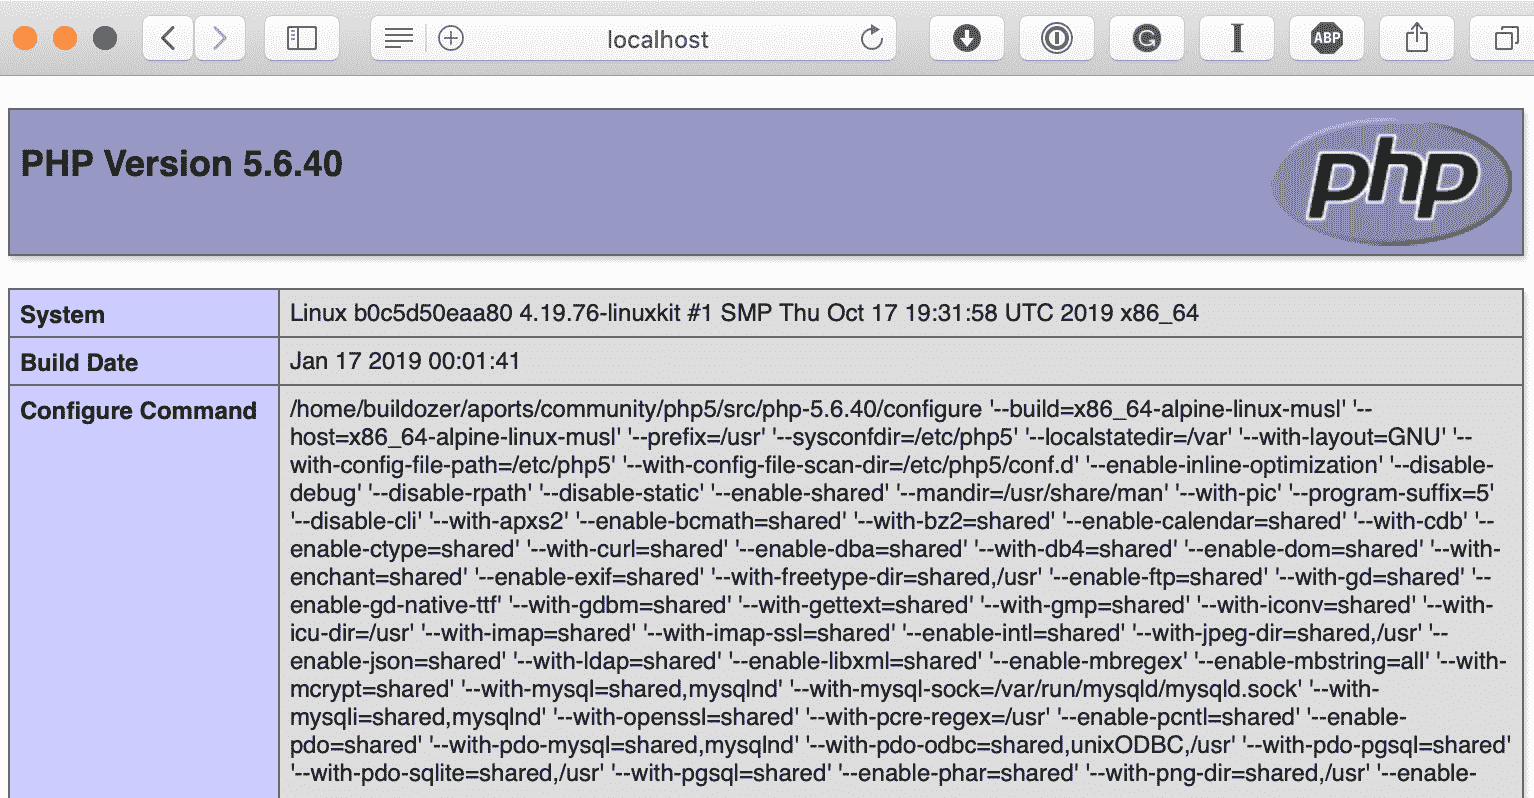 localhost
ABP
PHP Version 5.6.40
php
System
Linux b0c5d50eaa80 4.19.76-linuxkit #1 SMP Thu Oct 17 19:31:58 UTC 2019 x86_64
Build Date
Jan 17 2019 00:01:41
Configure Command
/home/buildozer/aports/community/php5/src/php-5.6.40/configure '--build=x86_64-alpine-linux-musl' '--
host=x86_64-alpine-linux-musl' '--prefix=/usr' '--sysconfdir=/etc/php5' '--localstatedir=/var' '--with-layout=GNU' '--
with-config-file-path=/etc/php5' '--with-config-file-scan-dir=/etc/php5/conf.d' '--enable-inline-optimization' '--disable-
debug' '--disable-rpath' '--disable-static' '--enable-shared' '--mandir=/usr/share/man' '--with-pic' '--program-suffix=5'
'--disable-cli' '--with-apxs2' '--enable-bcmath=shared' '--with-bz2=shared' '--enable-calendar=shared' '--with-cdb' '--
enable-ctype=shared' '--with-curl=shared' '--enable-dba=shared' '--with-db4=shared' '--enable-dom=shared' '--with-
enchant=shared' '--enable-exif=shared' '--with-freetype-dir=shared,/usr' '--enable-ftp=shared' '--with-gd=shared' '--
enable-gd-native-ttf' '--with-gdbm=shared' '--with-gettext=shared' '--with-gmp=shared' '--with-iconv=shared' '--with-
icu-dir=/usr' '--with-imap=shared' '--with-imap-ssl=shared' '--enable-intl=shared' '--with-jpeg-dir=shared,/usr' '--
enable-json=shared' '--with-ldap=shared' '--enable-libxml=shared' '--enable-mbregex' '--enable-mbstring=all' '--with-
mcrypt=shared' '--with-mysql=shared,mysqlnd' '--with-mysql-sock=/var/run/mysqld/mysqld.sock' '--with-
mysqli=shared,mysqlnd' '--with-openssl=shared' '--with-pcre-regex=/usr' '--enable-pcntl=shared' '--enable-
pdo=shared' '--with-pdo-mysql=shared,mysqlnd' '--with-pdo-odbc=shared,unixODBC,/usr' '--with-pdo-pgsql=shared'
'--with-pdo-sqlite=shared,/usr' '--with-pgsql=shared' '--enable-phar=shared' '--with-png-dir=shared,/usr' '--enable-